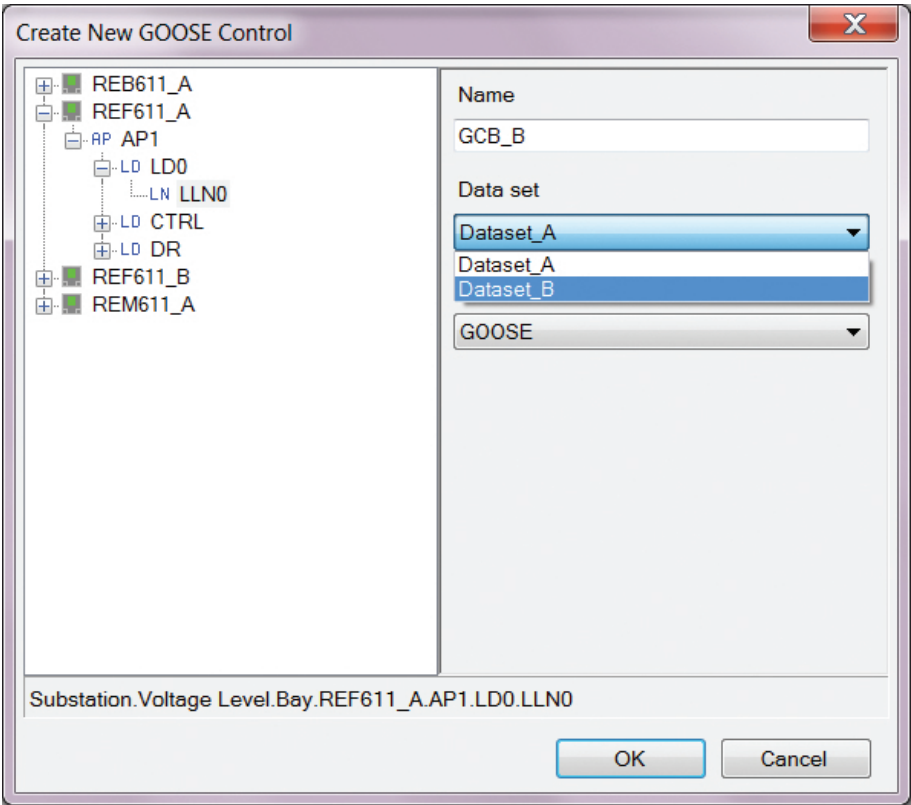 Create New GOOSE Control
REB611_A
REF611_A
AP AP1
LD LD0
LN LLN0
LD CTRL
LD DR
REF611_B
REM611_A
Name
GCB_B
Data set
Dataset_A
Dataset_A
Dataset_B
GOOSE
Substation.Voltage Level.Bay.REF611_A.AP1.LD0.LLN0
OK
Cancel